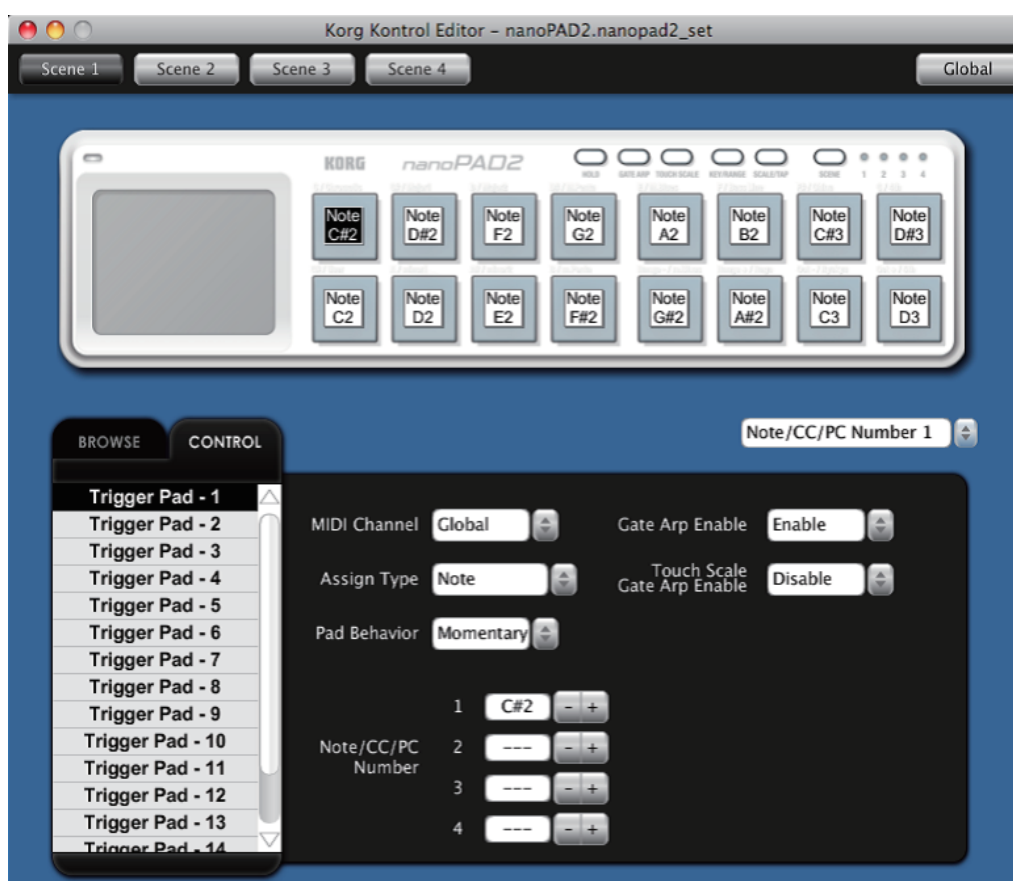 Korg Kontrol Editor – nanoPAD2.nanopad2_set
Scene 1 Scene 2 Scene 3 Scene 4 Global
KORG nanoPAD2
HOLD GATE ARP TOUCH SCALE KEY/RANGE SCALE/TAP SCENE 1 2 3 4
Note Note Note Note Note Note Note Note
C#2 D#2 F2 G2 A2 B2 C#3 D#3
Note Note Note Note Note Note Note Note
C2 D2 E2 F#2 G#2 A#2 C3 D3
BROWSE CONTROL
Note/CC/PC Number 1
Trigger Pad - 1
Trigger Pad - 2
Trigger Pad - 3
Trigger Pad - 4
Trigger Pad - 5
Trigger Pad - 6
Trigger Pad - 7
Trigger Pad - 8
Trigger Pad - 9
Trigger Pad - 10
Trigger Pad - 11
Trigger Pad - 12
Trigger Pad - 13
Trigger Pad - 14
MIDI Channel Global
Gate Arp Enable Enable
Assign Type Note
Touch Scale
Gate Arp Enable Disable
Pad Behavior Momentary
Note/CC/PC
Number
1 C#2 - +
2 --- - +
3 --- - +
4 --- - +